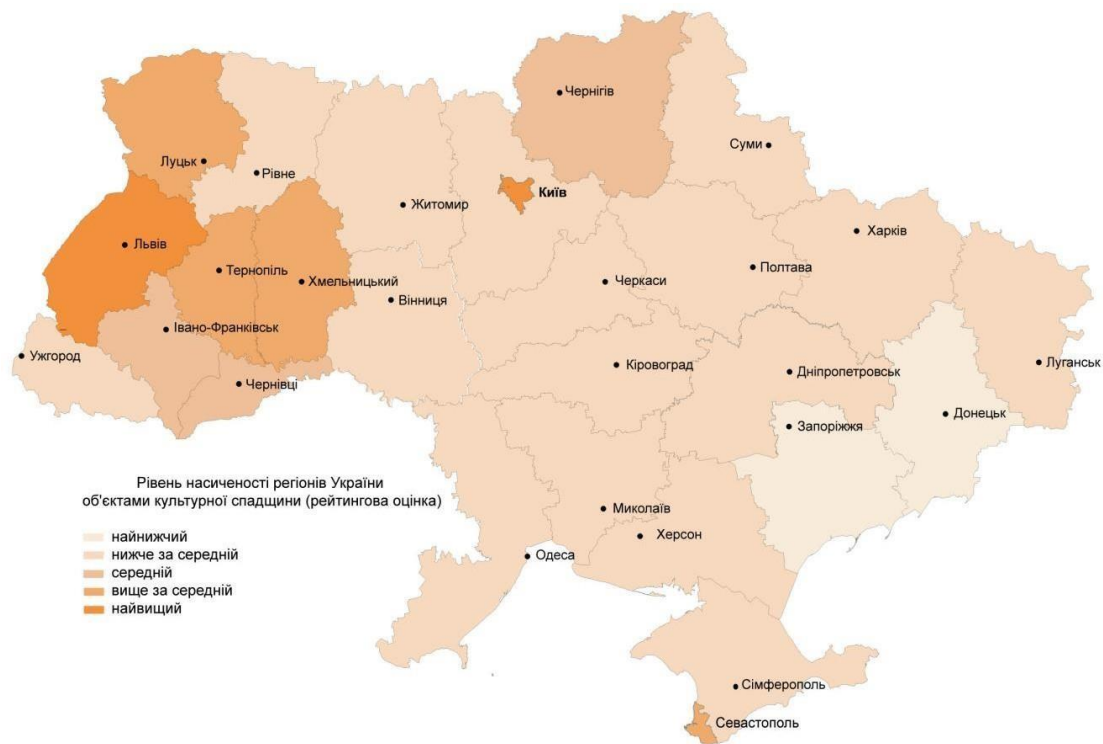 Чернігів
Суми
Луцьк
Рівне
Київ
Житомир
Львів
Харків
Тернопіль
Полтава
Хмельницький
Черкаси
Вінниця
Івано-Франківськ
Ужгород
Луганськ
Кіровоград
Дніпропетровськ
Чернівці
Донецьк
Запоріжжя
Рівень насиченості регіонів України
об'єктами культурної спадщини (рейтингова оцінка)
найнижчий
нижче за середній
середній
вище за середній
найвищий
Миколаїв
Херсон
Одеса
Сімферополь
Севастополь